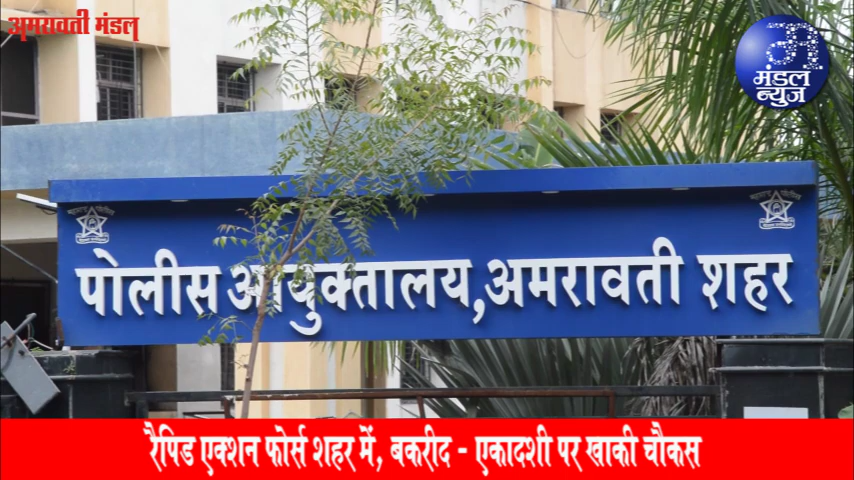 अमरावती मंडल
मंडल
न्युज
पोलीस आयुक्तालय, अमरावती शहर
रैपिड एक्शन फोर्स शहर में, बकरीद - एकादशी पर खाकी चौकस